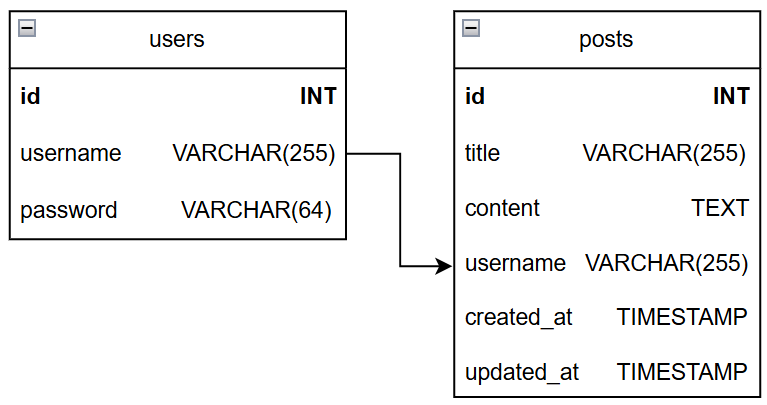 users
id INT
username VARCHAR(255)
password VARCHAR(64)
posts
id INT
title VARCHAR(255)
content TEXT
username VARCHAR(255)
created_at TIMESTAMP
updated_at TIMESTAMP